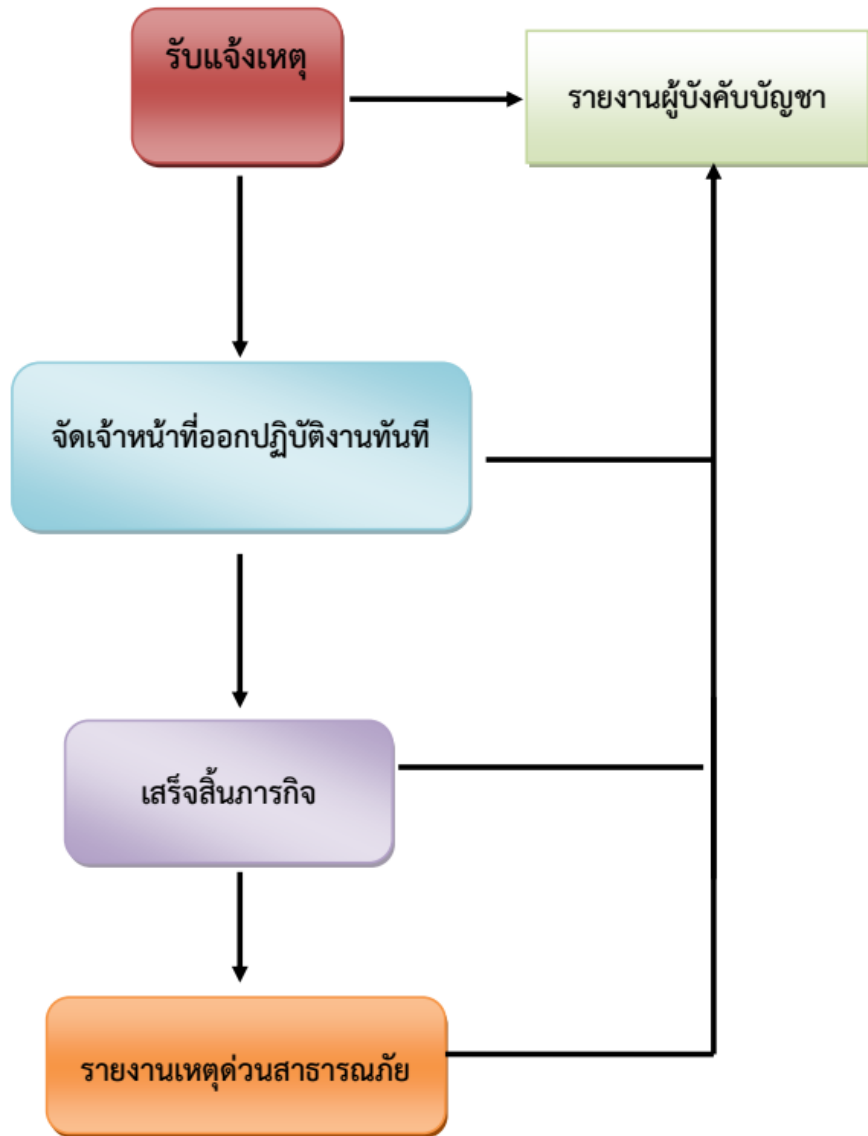 รับแจ้งเหตุ
รายงานผู้บังคับบัญชา
จัดเจ้าหน้าที่ออกปฏิบัติงานทันที
เสร็จสิ้นภารกิจ
รายงานเหตุด่วนสาธารณภัย